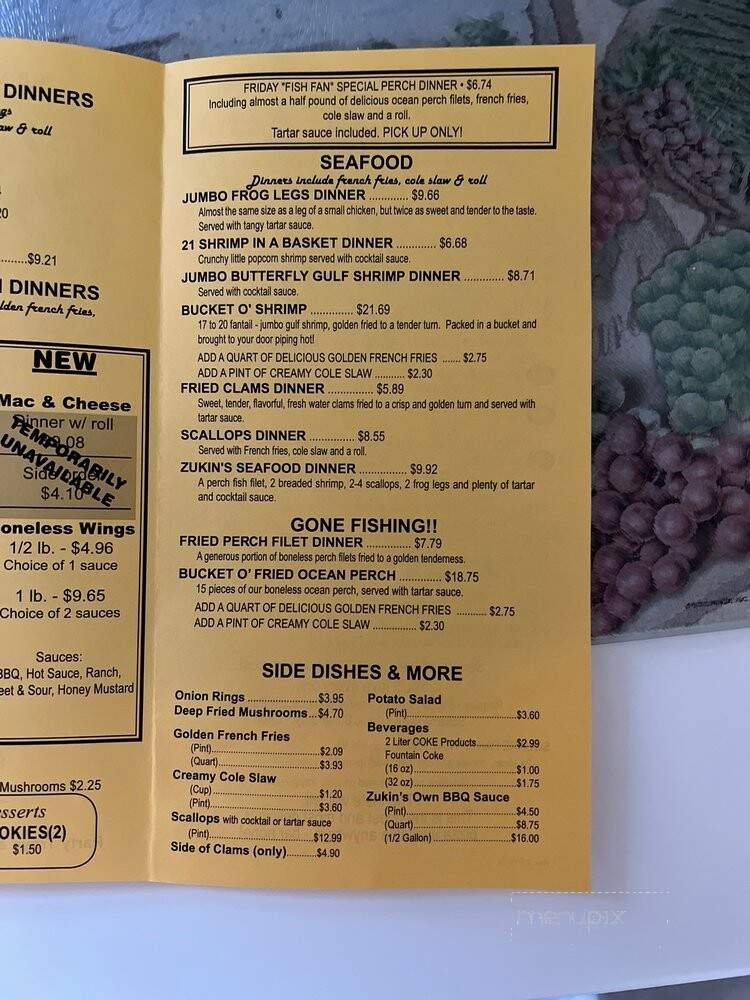 DINNERS
& roll
$9.21
DINNERS
french fries,
NEW
Mac & Cheese
Dinner w/ roll
TEMPORARILY
UNAVAILABLE
$4.10
Boneless Wings
1/2 lb. - $4.96
Choice of 1 sauce
1 lb. - $9.65
Choice of 2 sauces
Sauces:
BBQ, Hot Sauce, Ranch,
eet & Sour, Honey Mustard
Mushrooms $2.25
sserts
OKIES(2)
$1.50
FRIDAY "FISH FAN" SPECIAL PERCH DINNER • $6.74
Including almost a half pound of delicious ocean perch filets, french fries,
cole slaw and a roll.
Tartar sauce included. PICK UP ONLY!
SEAFOOD
Dinners include french fries, cole slaw & roll
JUMBO FROG LEGS DINNER ............. $9.66
Almost the same size as a leg of a small chicken, but twice as sweet and tender to the taste.
Served with tangy tartar sauce.
21 SHRIMP IN A BASKET DINNER ............. $6.68
Crunchy little popcorn shrimp served with cocktail sauce.
JUMBO BUTTERFLY GULF SHRIMP DINNER ............. $8.71
Served with cocktail sauce.
BUCKET O' SHRIMP .............. $21.69
17 to 20 fantail - jumbo gulf shrimp, golden fried to a tender turn. Packed in a bucket and
brought to your door piping hot!
ADD A QUART OF DELICIOUS GOLDEN FRENCH FRIES ....... $2.75
ADD A PINT OF CREAMY COLE SLAW ........... $2.30
FRIED CLAMS DINNER ............... $5.89
Sweet, tender, flavorful, fresh water clams fried to a crisp and golden turn and served with
tartar sauce.
SCALLOPS DINNER ....... $8.55
Served with French fries, cole slaw and a roll.
ZUKIN'S SEAFOOD DINNER ................ $9.92
A perch fish filet, 2 breaded shrimp, 2-4 scallops, 2 frog legs and plenty of tartar
and cocktail sauce.
GONE FISHING!!
FRIED PERCH FILET DINNER ............... $7.79
A generous portion of boneless perch filets fried to a golden tenderness.
BUCKET O' FRIED OCEAN PERCH .............. $18.75
15 pieces of our boneless ocean perch, served with tartar sauce.
ADD A QUART OF DELICIOUS GOLDEN FRENCH FRIES .......... $2.75
ADD A PINT OF CREAMY COLE SLAW ............... $2.30
SIDE DISHES & MORE
Onion Rings ......................$3.95
Deep Fried Mushrooms...$4.70
Golden French Fries
(Pint)................................$2.09
(Quart)..............................$3.93
Creamy Cole Slaw
(Cup) ...............................$1.20
(Pint)................................$3.60
Scallops with cocktail or tartar sauce
(Pint)...............................$12.99
Side of Clams (only)..........$4.90
Potato Salad
(Pint)....................................$3.60
Beverages
2 Liter COKE Products............$2.99
Fountain Coke
(16 oz)..................................$1.00
(32 oz)..................................$1.75
Zukin's Own BBQ Sauce
(Pint)....................................$4.50
(Quart)..................................$8.75
(1/2 Gallon)..........................$16.00
menupix